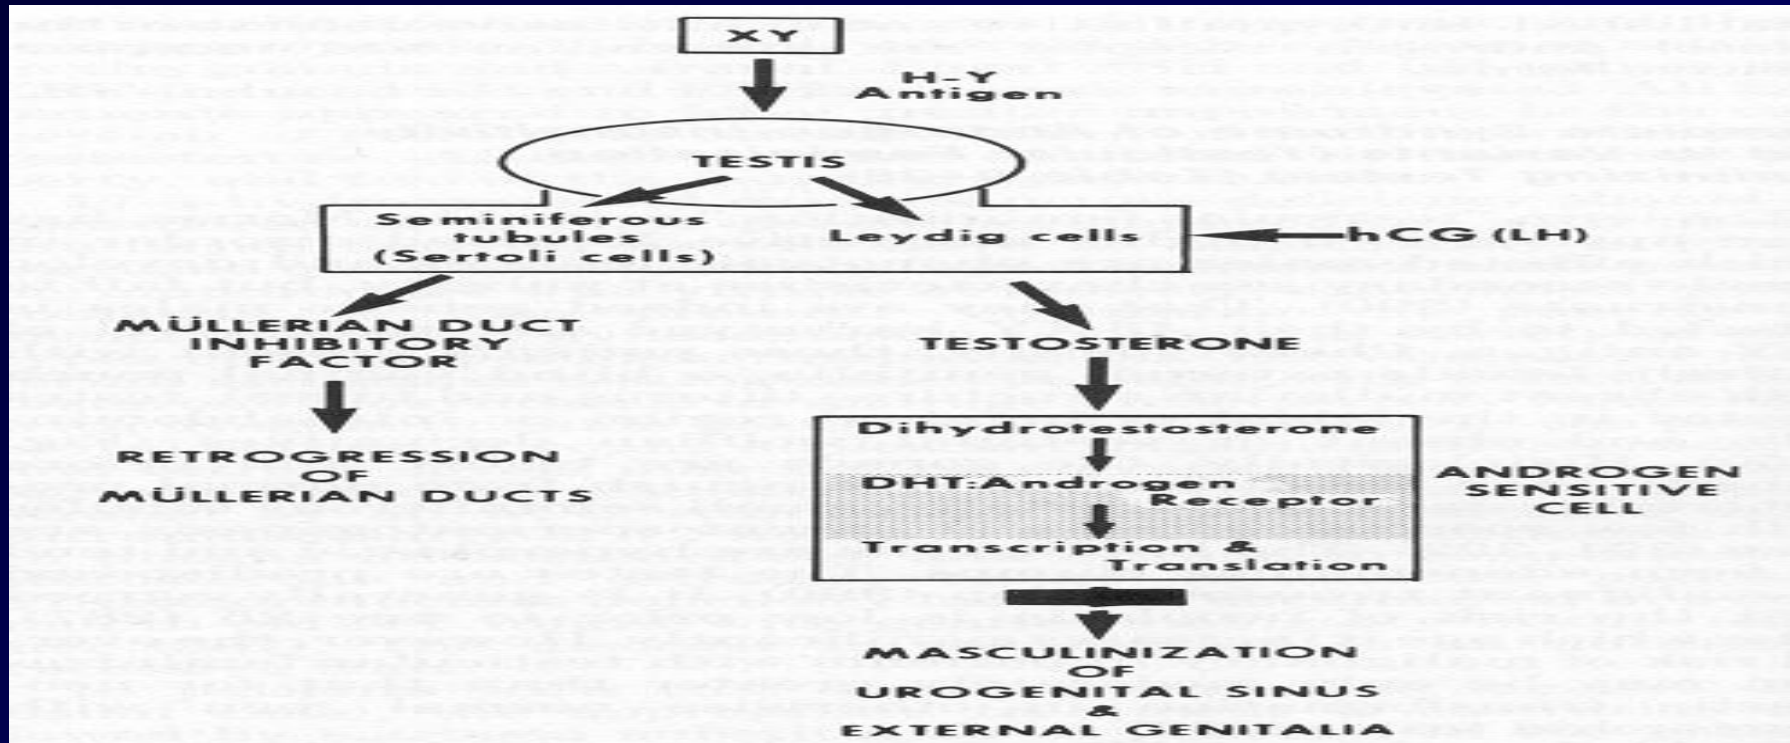 XY
H-Y
Antigen
TESTIS
Seminiferous
tubules
(Sertoli cells)
Leydig cells
hCG (LH)
MÜLLERIAN DUCT
INHIBITORY
FACTOR
TESTOSTERONE
RETROGRESSION
OF
MÜLLERIAN DUCTS
Dihydrotestosterone
DHT:Androgen
Receptor
Transcription &
Translation
ANDROGEN
SENSITIVE
CELL
MASCULINIZATION
OF
UROGENITAL SINUS
&
EXTERNAL GENITALIA